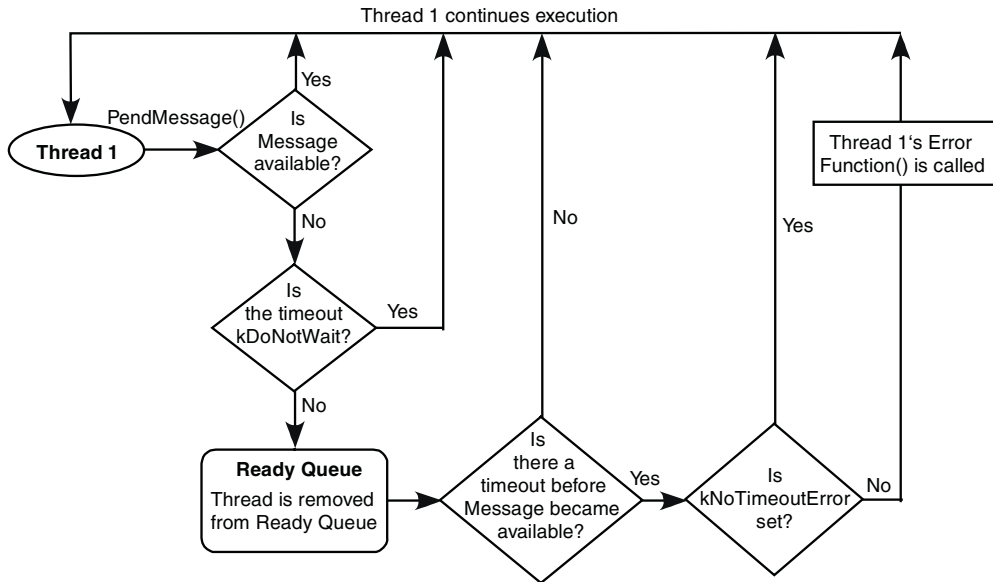 Thread 1 continues execution
Yes
PendMessage()
Thread 1
Is
Message
available?
Thread 1‘s Error
Function() is called
No
No
Yes
Is
the timeout
kDoNotWait?
Yes
No
Ready Queue
Thread is removed
from Ready Queue
Is
there a
timeout before
Message became
available?
Yes
Is
kNoTimeoutError
set?
No